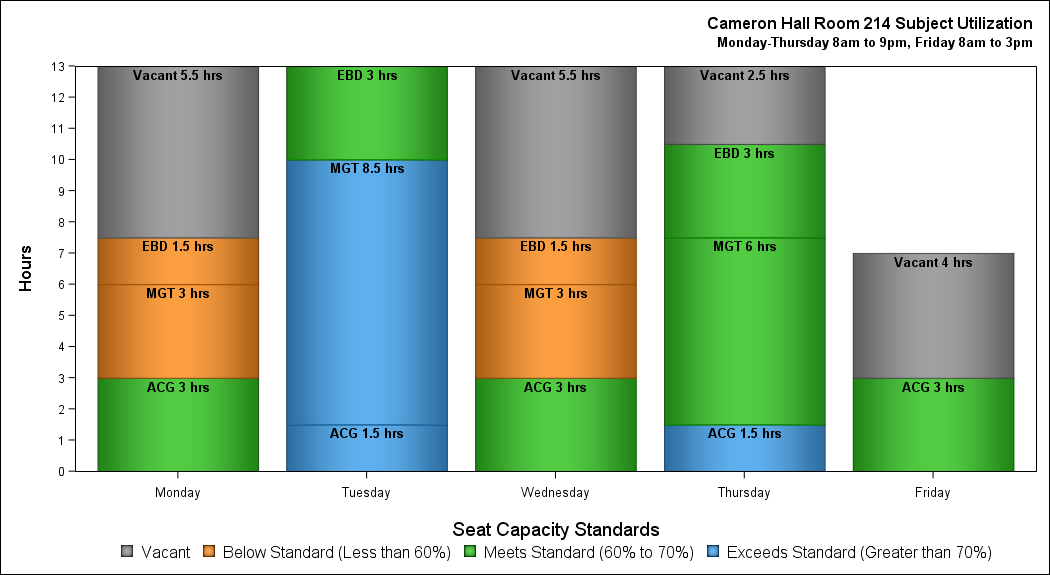 Cameron Hall Room 214 Subject Utilization
Monday-Thursday 8am to 9pm, Friday 8am to 3pm
Hours
13
12
11
10
9
8
7
6
5
4
3
2
1
0
Vacant 5.5 hrs
EBD 1.5 hrs
MGT 3 hrs
ACG 3 hrs
EBD 3 hrs
MGT 8.5 hrs
ACG 1.5 hrs
Vacant 5.5 hrs
EBD 1.5 hrs
MGT 3 hrs
ACG 3 hrs
Vacant 2.5 hrs
EBD 3 hrs
MGT 6 hrs
ACG 1.5 hrs
Vacant 4 hrs
ACG 3 hrs
Monday Tuesday Wednesday Thursday Friday
Seat Capacity Standards
Vacant Below Standard (Less than 60%) Meets Standard (60% to 70%) Exceeds Standard (Greater than 70%)